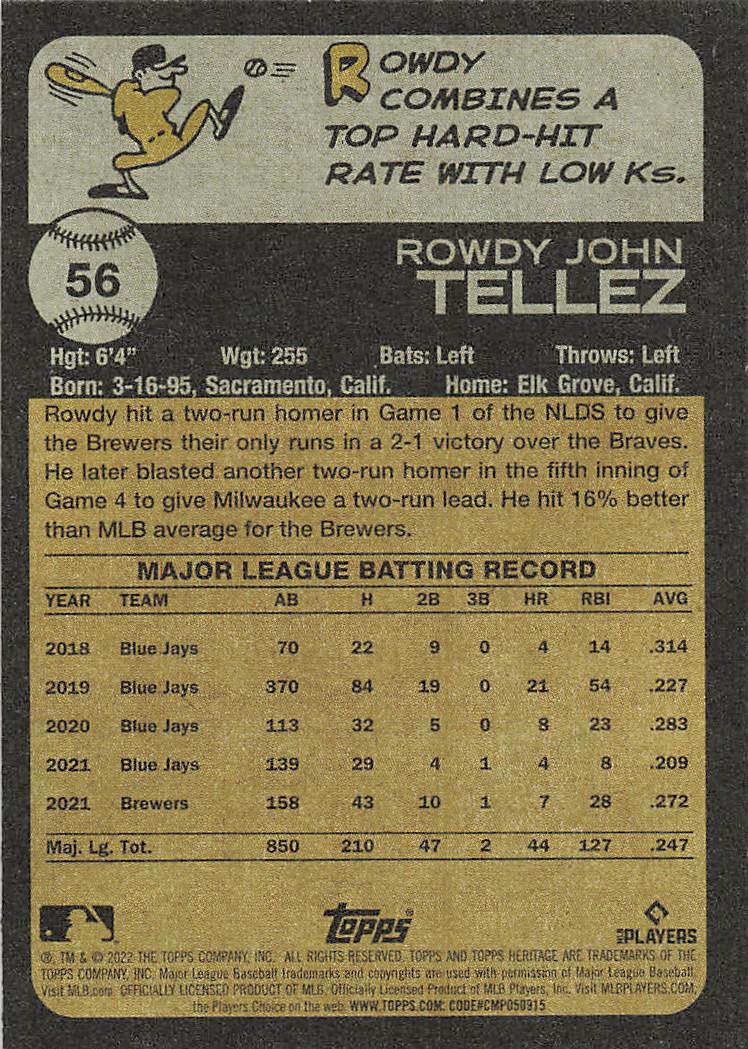 ROWDY
COMBINES A
TOP HARD-HIT
RATE WITH LOW Ks.
56
ROWDY JOHN
TELLEZ
Hgt: 6'4" Wgt: 255 Bats: Left Throws: Left
Born: 3-16-95, Sacramento, Calif. Home: Elk Grove, Calif.
Rowdy hit a two-run homer in Game 1 of the NLDS to give
the Brewers their only runs in a 2-1 victory over the Braves.
He later blasted another two-run homer in the fifth inning of
Game 4 to give Milwaukee a two-run lead. He hit 16% better
than MLB average for the Brewers.
MAJOR LEAGUE BATTING RECORD
YEAR TEAM AB H 2B 3B HR RBI AVG
2018 Blue Jays 70 22 9 0 4 14 .314
2019 Blue Jays 370 84 19 0 21 54 .227
2020 Blue Jays 113 32 5 0 8 23 .283
2021 Blue Jays 139 29 4 1 4 8 .209
2021 Brewers 158 43 10 1 7 28 .272
Maj. Lg. Tot. 850 210 47 2 44 127 .247
topps®
MLB PLAYERS
®, TM & © 2022 THE TOPPS COMPANY, INC. ALL RIGHTS RESERVED. TOPPS AND TOPPS HERITAGE ARE TRADEMARKS OF THE
TOPPS COMPANY, INC. Major League Baseball trademarks and copyrights are used with permission of Major League Baseball.
Visit MLB.com. OFFICIALLY LICENSED PRODUCT OF MLB. Officially Licensed Product of MLB Players, Inc. Visit MLBPLAYERS.COM,
the Players Choice on the web. WWW.TOPPS.COM. CODE#CMP050915